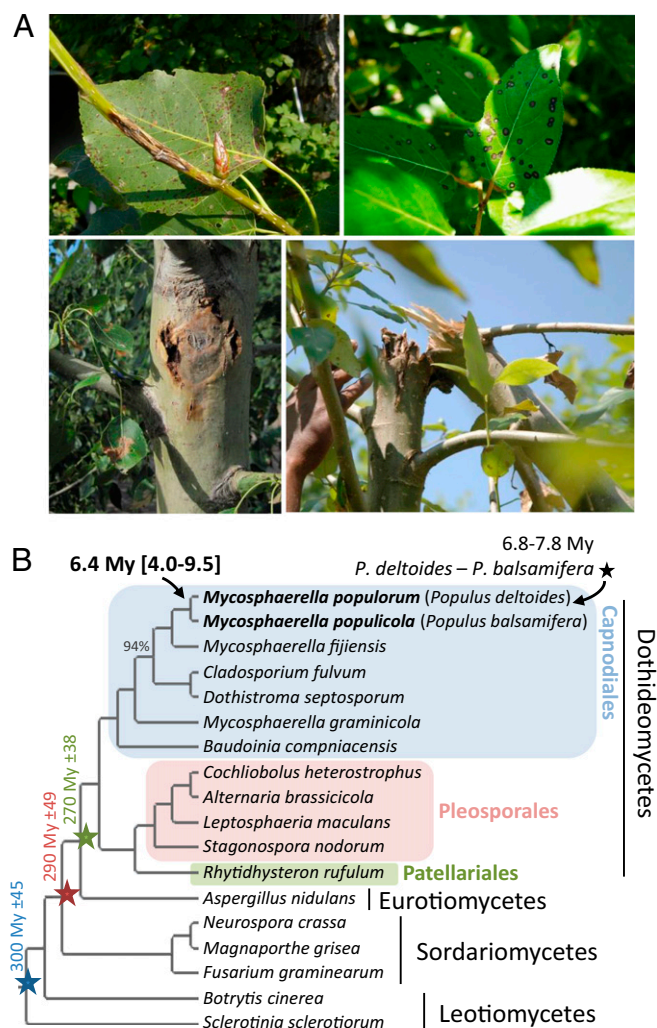 A
B
6.4 My [4.0-9.5]
6.8-7.8 My
P. deltoides – P. balsamifera
Mycosphaerella populorum (Populus deltoides)
Mycosphaerella populicola (Populus balsamifera)
94%
Mycosphaerella fijiensis
Cladosporium fulvum
Dothistroma septosporum
Mycosphaerella graminicola
Baudoinia compniacensis
Capnodiales
Dothideomycetes
Cochliobolus heterostrophus
Alternaria brassicicola
Leptosphaeria maculans
Stagonospora nodorum
Pleosporales
Rhytidhysteron rufulum
Patellariales
270 My ±38
290 My ±49
300 My ±45
Aspergillus nidulans
Eurotiomycetes
Neurospora crassa
Magnaporthe grisea
Fusarium graminearum
Sordariomycetes
Botrytis cinerea
Sclerotinia sclerotiorum
Leotiomycetes